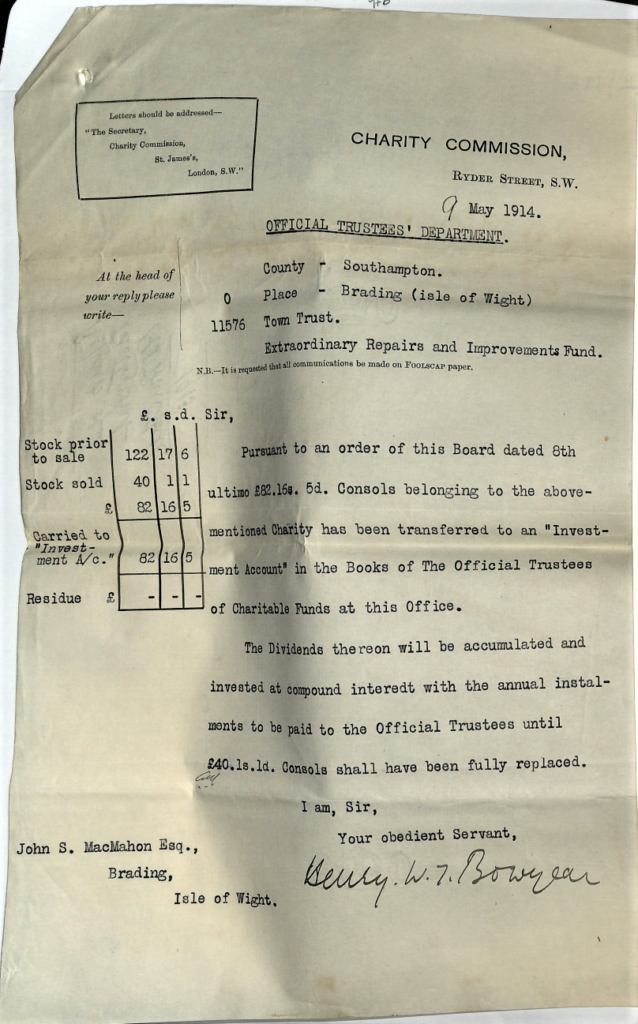 Letters should be addressed—
"The Secretary,
Charity Commission,
St. James's,
London, S.W."
CHARITY COMMISSION,
RYDER STREET, S.W.
9 May 1914.
OFFICIAL TRUSTEES' DEPARTMENT.
At the head of
your reply please
write—
County - Southampton.
O Place - Brading (isle of Wight)
11576 Town Trust.
Extraordinary Repairs and Improvements Fund.
N.B.—It is requested that all communications be made on FOOLSCAP paper.
£. s.d.
Stock prior
to sale 122 17 6
Stock sold 40 1 1
£ 82 16 5
Carried to
"Invest-
ment A/c." 82 16 5
Residue £ - - -
Sir,
Pursuant to an order of this Board dated 8th
ultimo £82.16s. 5d. Consols belonging to the above-
mentioned Charity has been transferred to an "Invest-
ment Account" in the Books of The Official Trustees
of Charitable Funds at this Office.
The Dividends thereon will be accumulated and
invested at compound interedt with the annual instal-
ments to be paid to the Official Trustees until
£40.1s.1d. Consols shall have been fully replaced.
I am, Sir,
Your obedient Servant,
Henry. W. T. Bowyear
John S. MacMahon Esq.,
Brading,
Isle of Wight.